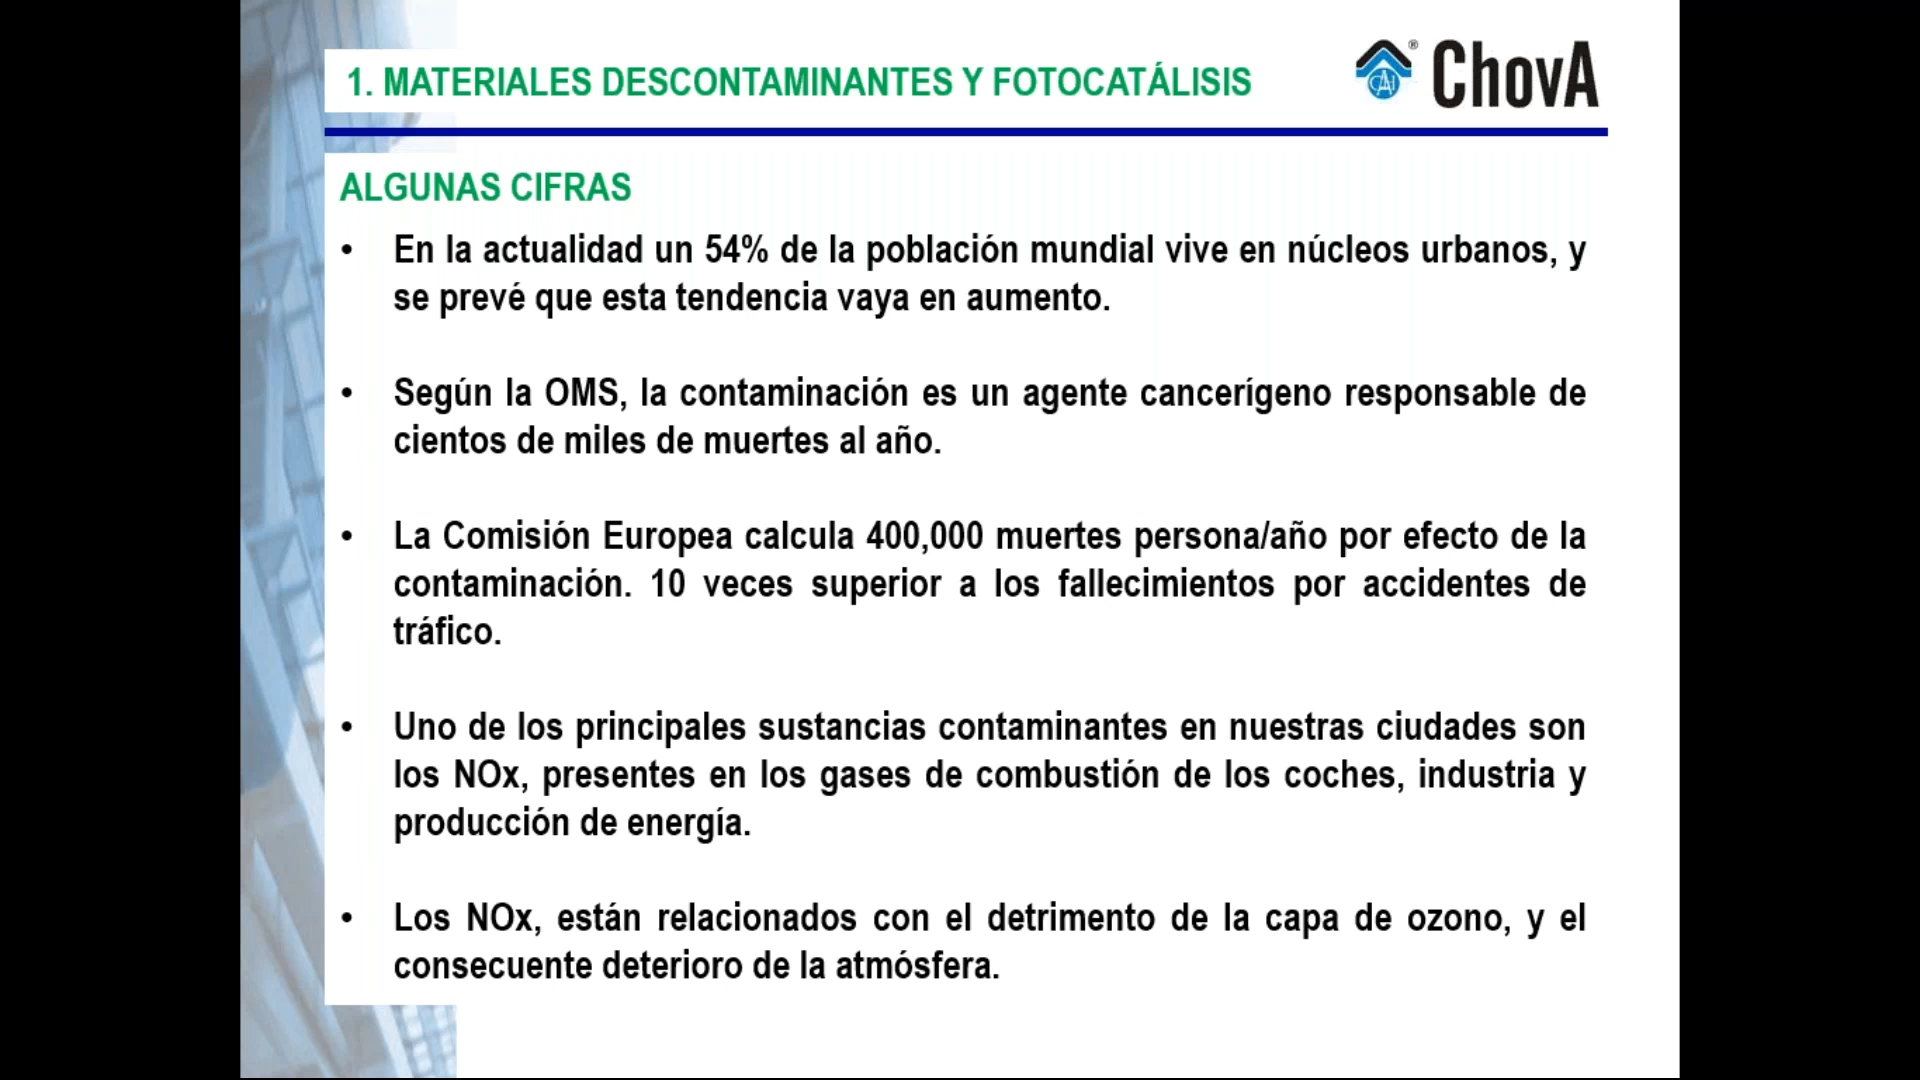 1. MATERIALES DESCONTAMINANTES Y FOTOCATÁLISIS
CAH
®
ChovA
ALGUNAS CIFRAS
• En la actualidad un 54% de la población mundial vive en núcleos urbanos, y
se prevé que esta tendencia vaya en aumento.
• Según la OMS, la contaminación es un agente cancerígeno responsable de
cientos de miles de muertes al año.
• La Comisión Europea calcula 400,000 muertes persona/año por efecto de la
contaminación. 10 veces superior a los fallecimientos por accidentes de
tráfico.
• Uno de los principales sustancias contaminantes en nuestras ciudades son
los NOx, presentes en los gases de combustión de los coches, industria y
producción de energía.
• Los NOx, están relacionados con el detrimento de la capa de ozono, y el
consecuente deterioro de la atmósfera.